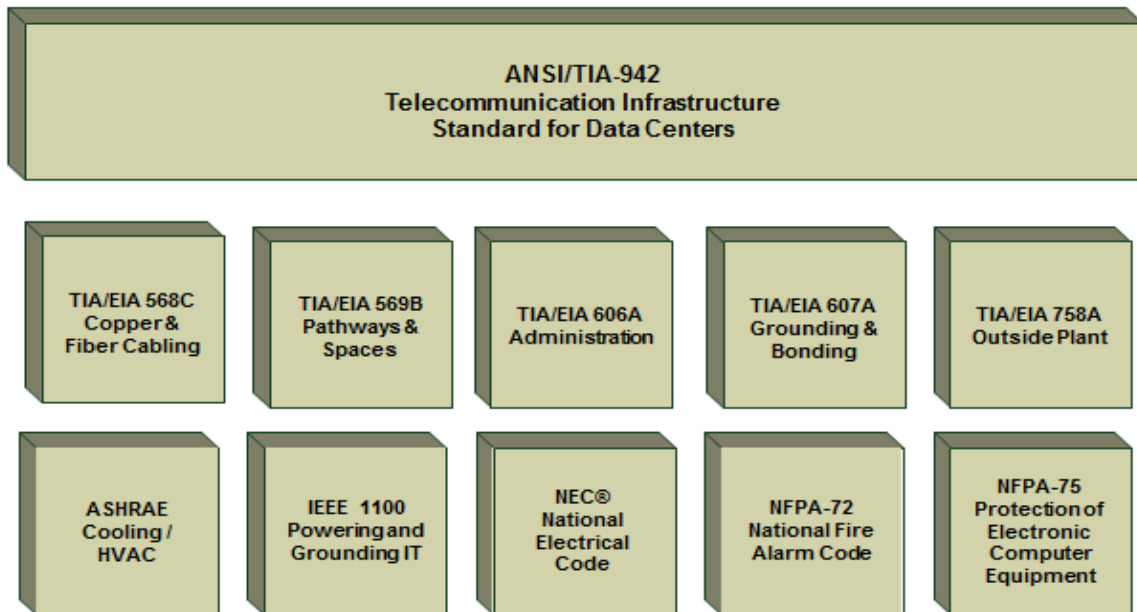 ANSI/TIA-942
Telecommunication Infrastructure
Standard for Data Centers
TIA/EIA 568C
Copper &
Fiber Cabling
TIA/EIA 569B
Pathways &
Spaces
TIA/EIA 606A
Administration
TIA/EIA 607A
Grounding &
Bonding
TIA/EIA 758A
Outside Plant
ASHRAE
Cooling /
HVAC
IEEE 1100
Powering and
Grounding IT
NEC®
National
Electrical
Code
NFPA-72
National Fire
Alarm Code
NFPA-75
Protection of
Electronic
Computer
Equipment